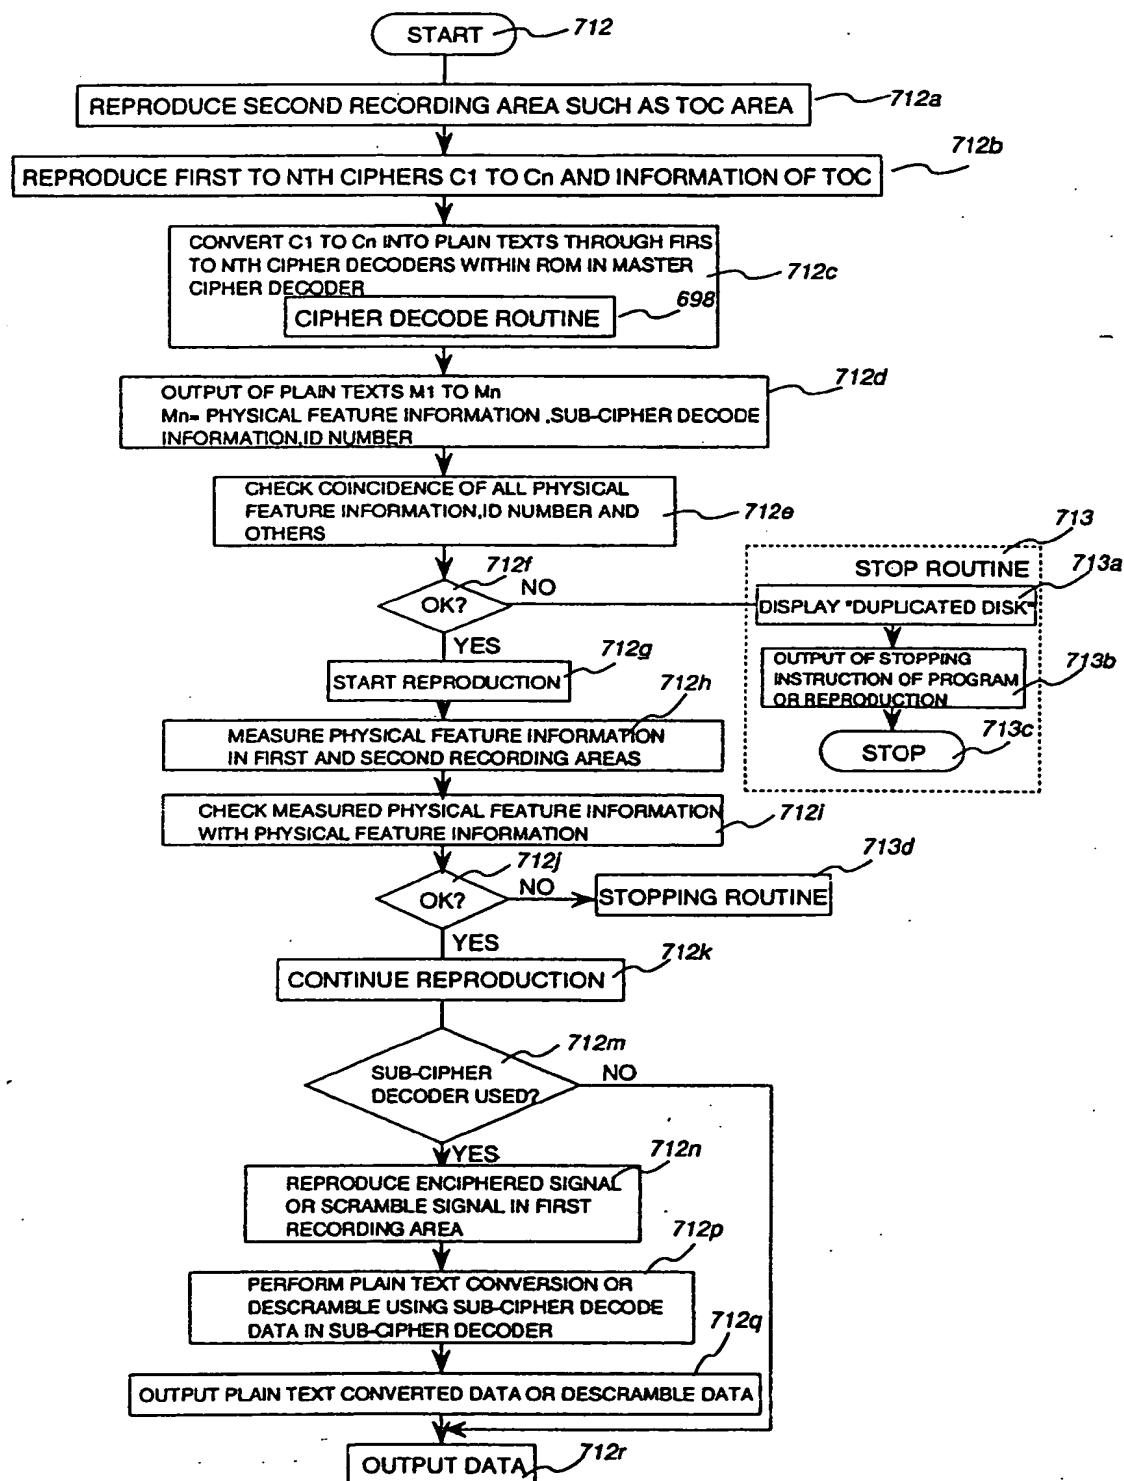 START
712
REPRODUCE SECOND RECORDING AREA SUCH AS TOC AREA
712a
712b
REPRODUCE FIRST TO NTH CIPHERS C1 TO Cn AND INFORMATION OF TOC
CONVERT C1 TO Cn INTO PLAIN TEXTS THROUGH FIRS
TO NTH CIPHER DECODERS WITHIN ROM IN MASTER
CIPHER DECODER
712c
CIPHER DECODE ROUTINE
698
712d
OUTPUT OF PLAIN TEXTS M1 TO Mn
Mn= PHYSICAL FEATURE INFORMATION ,SUB-CIPHER DECODE
INFORMATION,ID NUMBER
CHECK COINCIDENCE OF ALL PHYSICAL
FEATURE INFORMATION,ID NUMBER AND
OTHERS
712e
712f
OK?
NO
YES
713
STOP ROUTINE
713a
DISPLAY "DUPLICATED DISK"
OUTPUT OF STOPPING
INSTRUCTION OF PROGRAM
OR REPRODUCTION
713b
STOP
713c
712g
START REPRODUCTION
712h
MEASURE PHYSICAL FEATURE INFORMATION
IN FIRST AND SECOND RECORDING AREAS
CHECK MEASURED PHYSICAL FEATURE INFORMATION
WITH PHYSICAL FEATURE INFORMATION
712i
712j
OK?
NO
YES
713d
STOPPING ROUTINE
712k
CONTINUE REPRODUCTION
712m
SUB-CIPHER
DECODER USED?
NO
YES
712n
REPRODUCE ENCIPHERED SIGNAL
OR SCRAMBLE SIGNAL IN FIRST
RECORDING AREA
712p
PERFORM PLAIN TEXT CONVERSION OR
DESCRAMBLE USING SUB-CIPHER DECODE
DATA IN SUB-CIPHER DECODER
712q
OUTPUT PLAIN TEXT CONVERTED DATA OR DESCRAMBLE DATA
712r
OUTPUT DATA